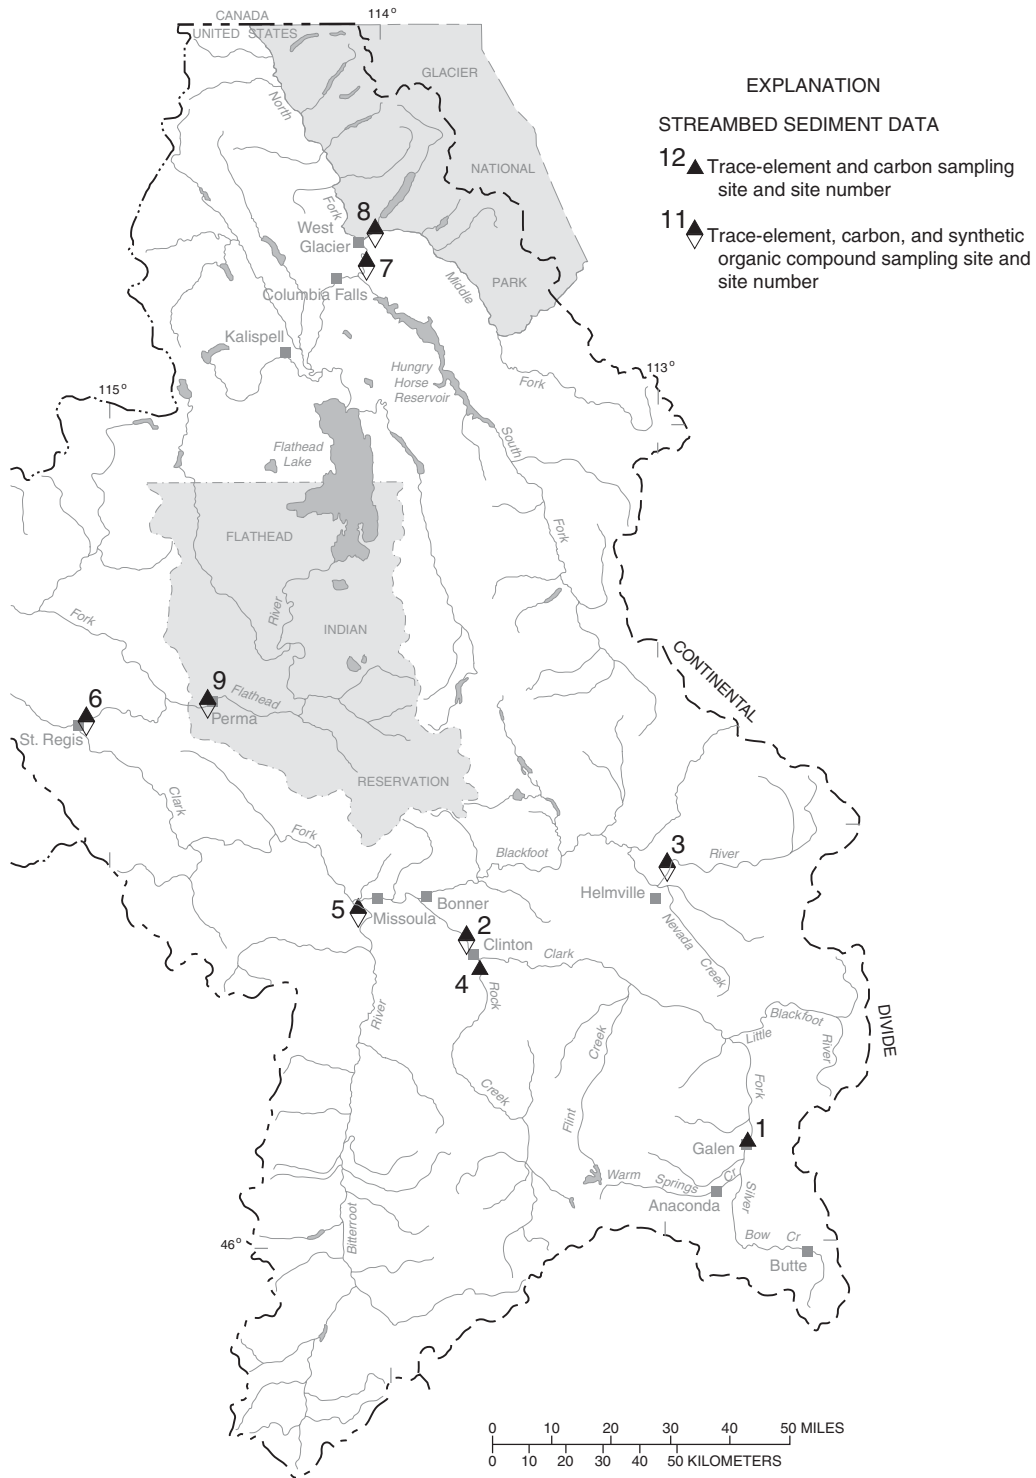 CANADA
UNITED STATES
114°
GLACIER
NATIONAL
PARK
EXPLANATION
STREAMBED SEDIMENT DATA
12 Trace-element and carbon sampling
site and site number
11 Trace-element, carbon, and synthetic
organic compound sampling site and
site number
North
Fork
8
West
Glacier
7
Columbia Falls
Middle
Fork
Kalispell
Hungry
Horse
Reservoir
113°
115°
South
Fork
Flathead
Lake
FLATHEAD
River
INDIAN
Fork
CONTINENTAL
9
Flathead
Perma
6
St. Regis
RESERVATION
Clark
Fork
Blackfoot
3
River
Helmville
Nevada
Creek
5
Missoula
Bonner
2
Clinton
4
Clark
Rock
Creek
River
Creek
Flint
Little
Blackfoot
River
DIVIDE
Fork
1
Galen
Warm
Springs
Cr
Anaconda
Silver
Bow
Cr
Butte
46°
Bitterroot
0 10 20 30 40 50 MILES
0 10 20 30 40 50 KILOMETERS